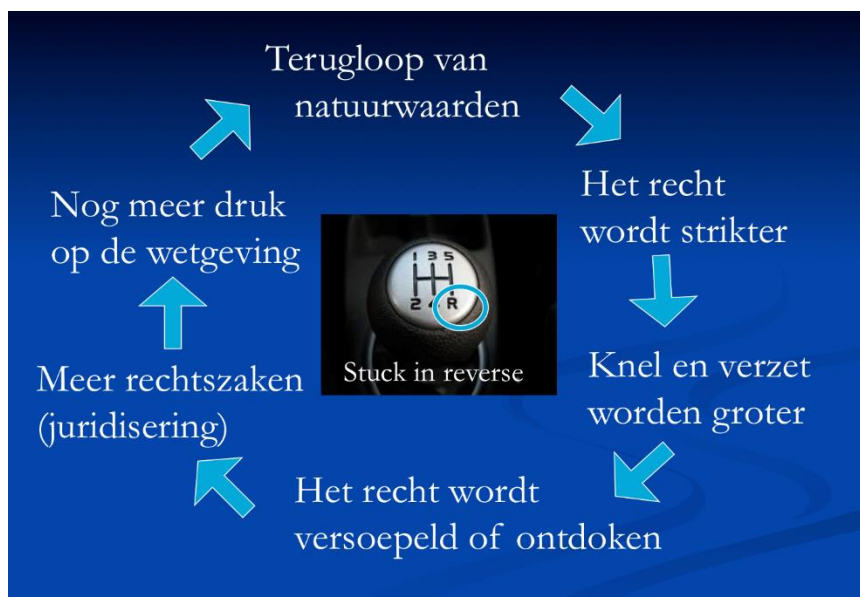 Terugloop van
natuurwaarden
Het recht
wordt strikter
Knel en verzet
worden groter
Het recht wordt
versoepeld of ontdoken
Meer rechtszaken
(juridisering)
Nog meer druk
op de wetgeving
1 3 5
2 4 R
Stuck in reverse